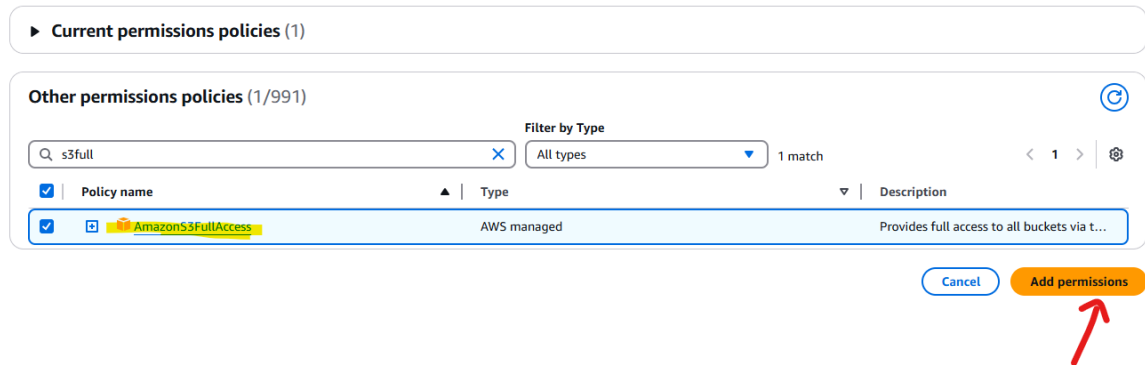 Current permissions policies (1)
Other permissions policies (1/991)
Filter by Type
s3full
All types
1 match
1
Policy name
Type
Description
AmazonS3FullAccess
AWS managed
Provides full access to all buckets via t...
Cancel
Add permissions